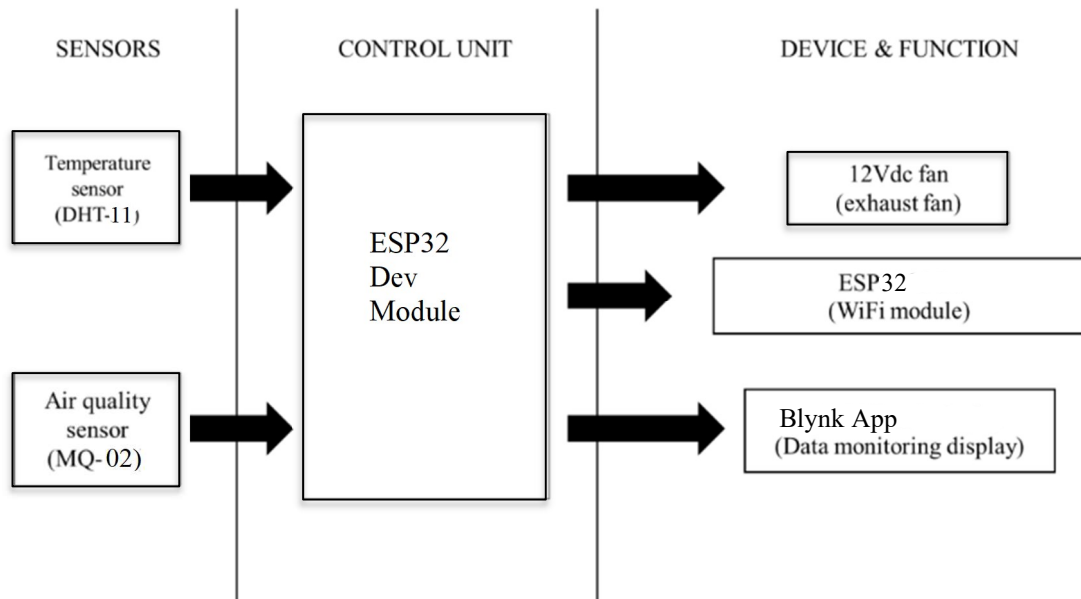 SENSORS
CONTROL UNIT
DEVICE & FUNCTION
Temperature
sensor
(DHT-11)
Air quality
sensor
(MQ-02)
ESP32
Dev
Module
12Vdc fan
(exhaust fan)
ESP32
(WiFi module)
Blynk App
(Data monitoring display)